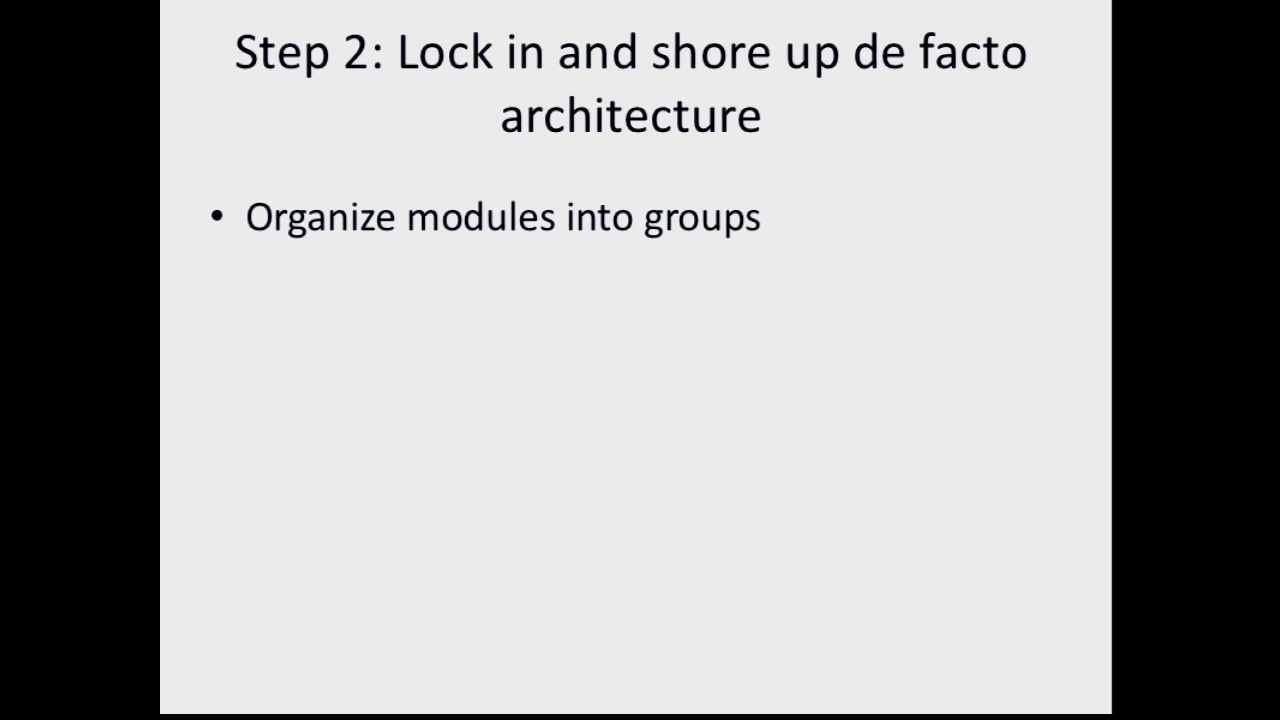 Step 2: Lock in and shore up de facto
architecture
• Organize modules into groups